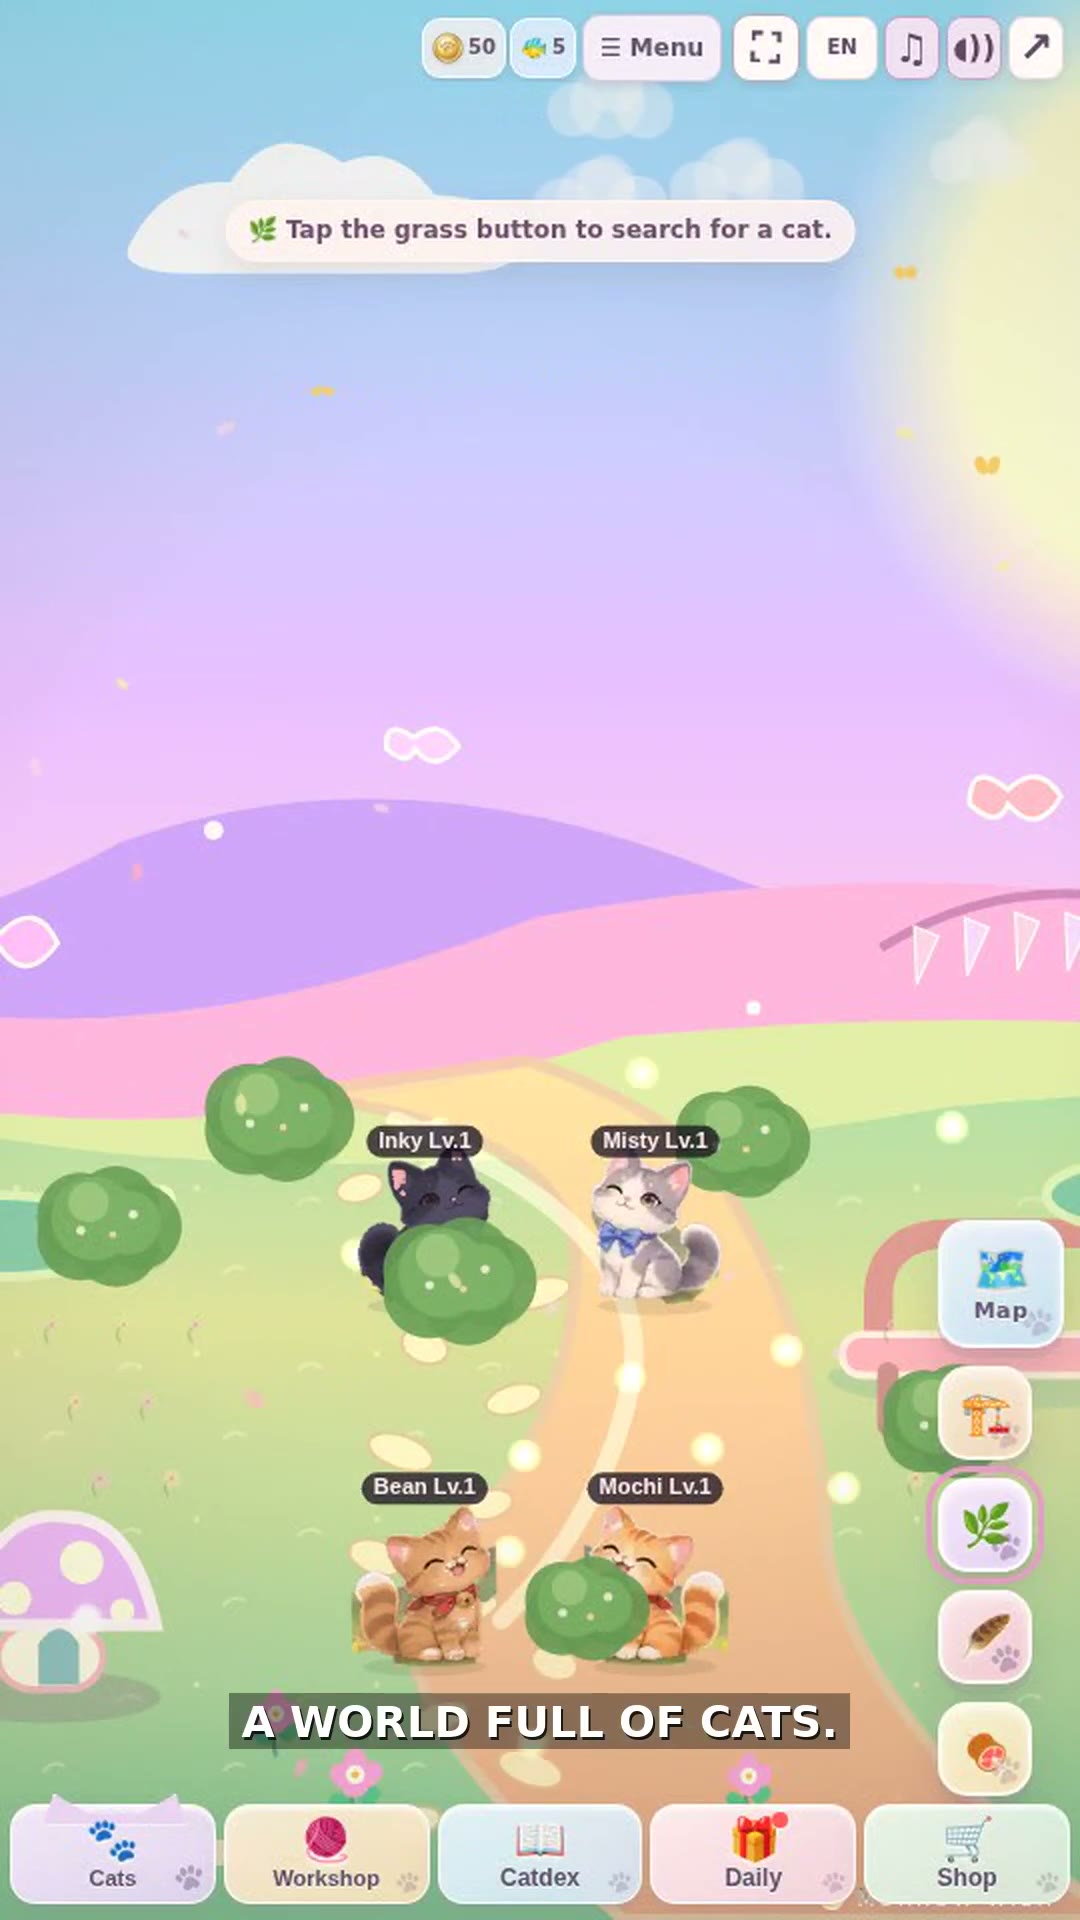 50
5
☰ Menu
EN
🌿 Tap the grass button to search for a cat.
Inky Lv.1
Misty Lv.1
Map
Bean Lv.1
Mochi Lv.1
A WORLD FULL OF CATS.
Cats
Workshop
Catdex
Daily
Shop